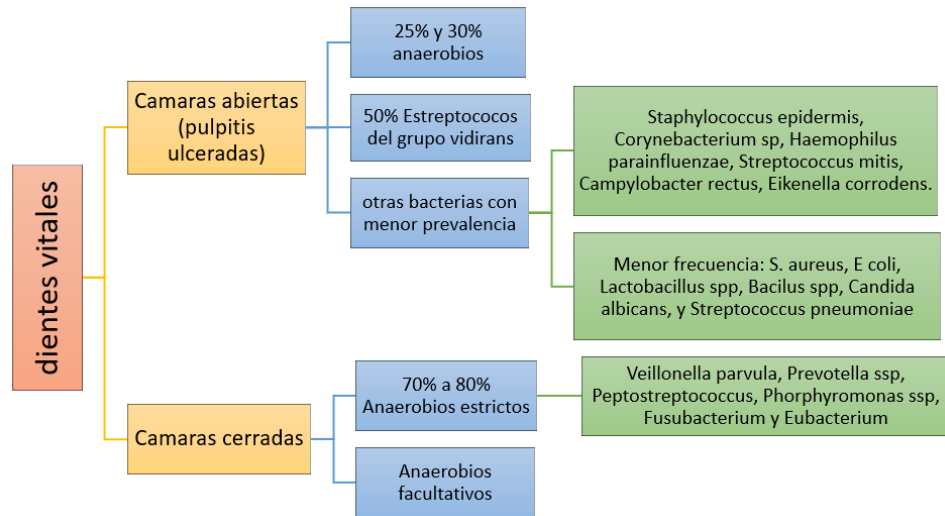 dientes vitales
Camaras abiertas
(pulpitis
ulceradas)
25% y 30%
anaerobios
50% Estreptococos
del grupo vidirans
otras bacterias con
menor prevalencia
Staphylococcus epidermis,
Corynebacterium sp, Haemophilus
parainfluenzae, Streptococcus mitis,
Campylobacter rectus, Eikenella corrodens.
Menor frecuencia: S. aureus, E coli,
Lactobacillus spp, Bacilus spp, Candida
albicans, y Streptococcus pneumoniae
Camaras cerradas
70% a 80%
Anaerobios estrictos
Veillonella parvula, Prevotella ssp,
Peptostreptococcus, Phorphyromonas ssp,
Fusubacterium y Eubacterium
Anaerobios
facultativos